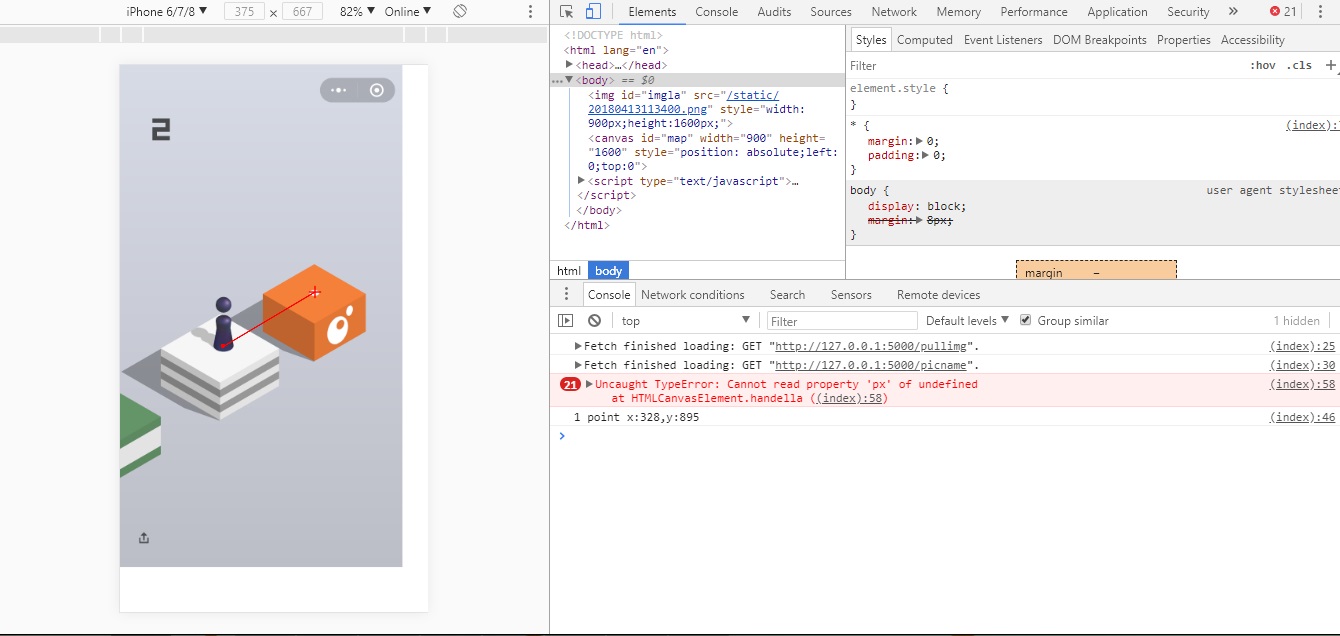 iPhone 6/7/8 ▼ 375 × 667 82% ▼ Online ▼
2
Elements Console Audits Sources Network Memory Performance Application Security » 21
<!DOCTYPE html>
<html lang="en">
▶<head>…</head>
…▼<body> == $0
<img id="imgla" src="/static/
20180413113400.png" style="width:
900px;height:1600px;">
<canvas id="map" width="900" height=
"1600" style="position: absolute;left:
0;top:0">
▶<script type="text/javascript">…
</script>
</body>
</html>
html body
Styles Computed Event Listeners DOM Breakpoints Properties Accessibility
Filter :hov .cls +
element.style {
}
* { (index):
margin:▶ 0;
padding:▶ 0;
}
body { user agent stylesheet
display: block;
margin:▶ 8px;
}
margin –
Console Network conditions Search Sensors Remote devices
top ▼ Filter Default levels ▼ Group similar 1 hidden
▶Fetch finished loading: GET "http://127.0.0.1:5000/pullimg". (index):25
▶Fetch finished loading: GET "http://127.0.0.1:5000/picname". (index):30
21 ▶Uncaught TypeError: Cannot read property 'px' of undefined (index):58
at HTMLCanvasElement.handella ((index):58)
1 point x:328,y:895 (index):46
>